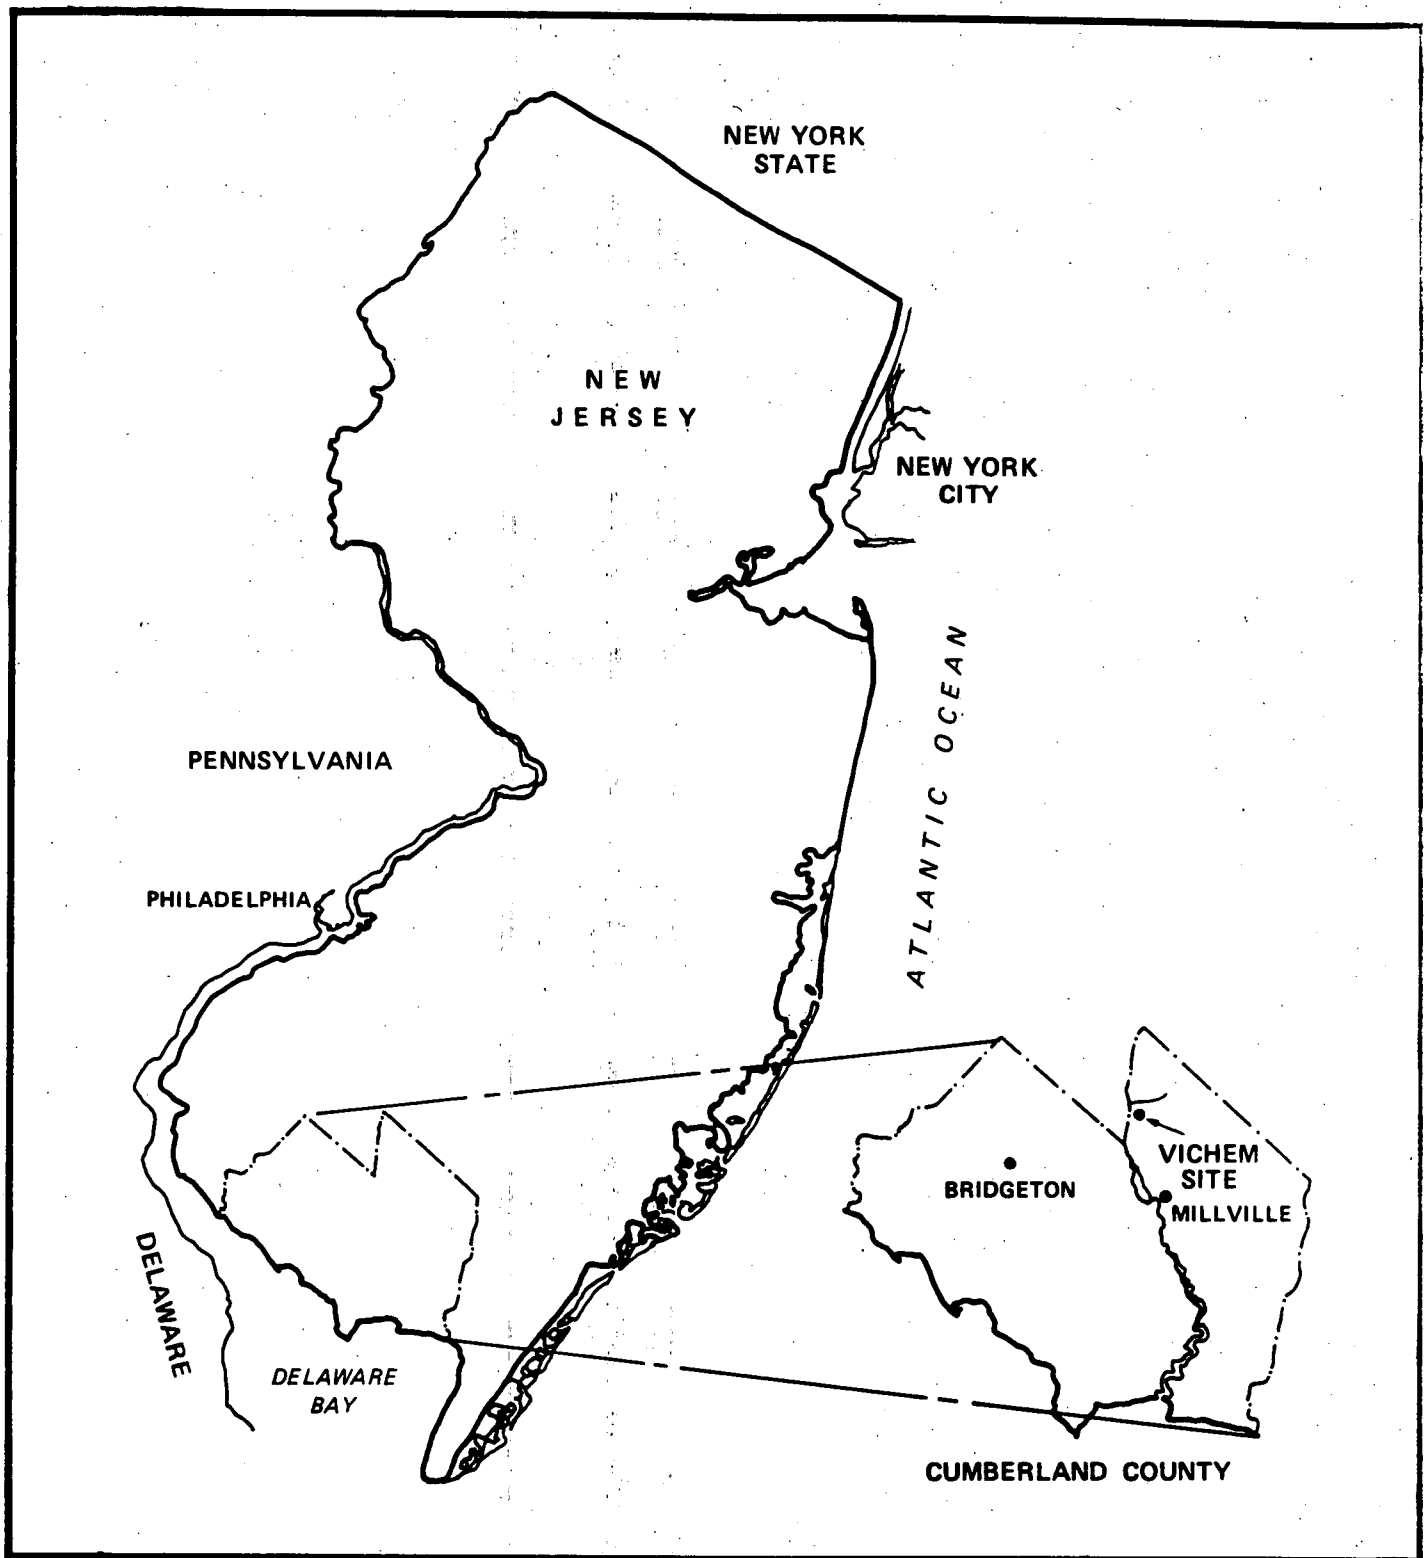 NEW YORK
STATE
NEW
JERSEY
NEW YORK
CITY
ATLANTIC OCEAN
PENNSYLVANIA
PHILADELPHIA
DELAWARE
DELAWARE
BAY
BRIDGETON
VICHEM
SITE
MILLVILLE
CUMBERLAND COUNTY